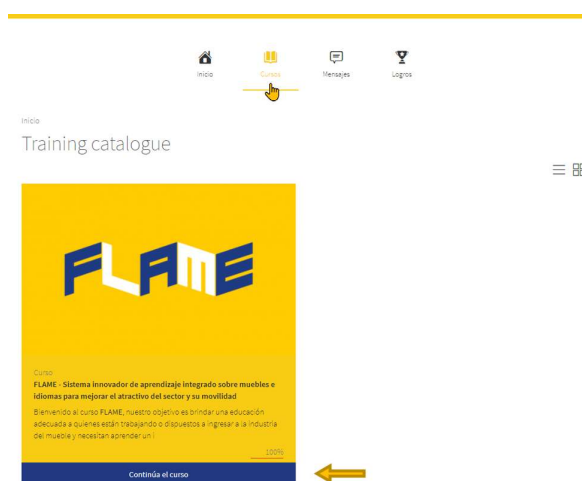 Inicio
Cursos
Mensajes
Logros
Inicio
Training catalogue
FLAME
Curso
FLAME - Sistema innovador de aprendizaje integrado sobre muebles e
idiomas para mejorar el atractivo del sector y su movilidad
Bienvenido al curso FLAME, nuestro objetivo es brindar una educación
adecuada a quienes están trabajando o dispuestos a ingresar a la industria
del mueble y necesitan aprender un i
100%
Continúa el curso